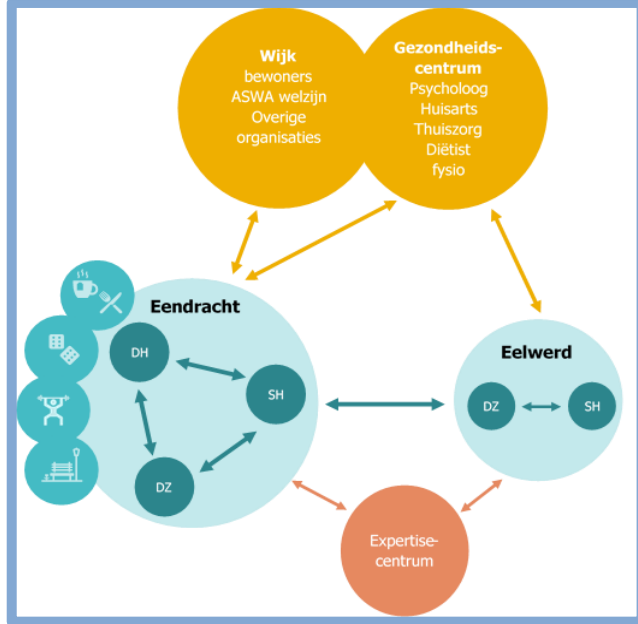 Wijk
bewoners
ASWA welzijn
Overige
organisaties
Gezondheids-
centrum
Psycholoog
Huisarts
Thuiszorg
Diëtist
fysio
Eendracht
DH
SH
DZ
Eelwerd
DZ
SH
Expertise-
centrum